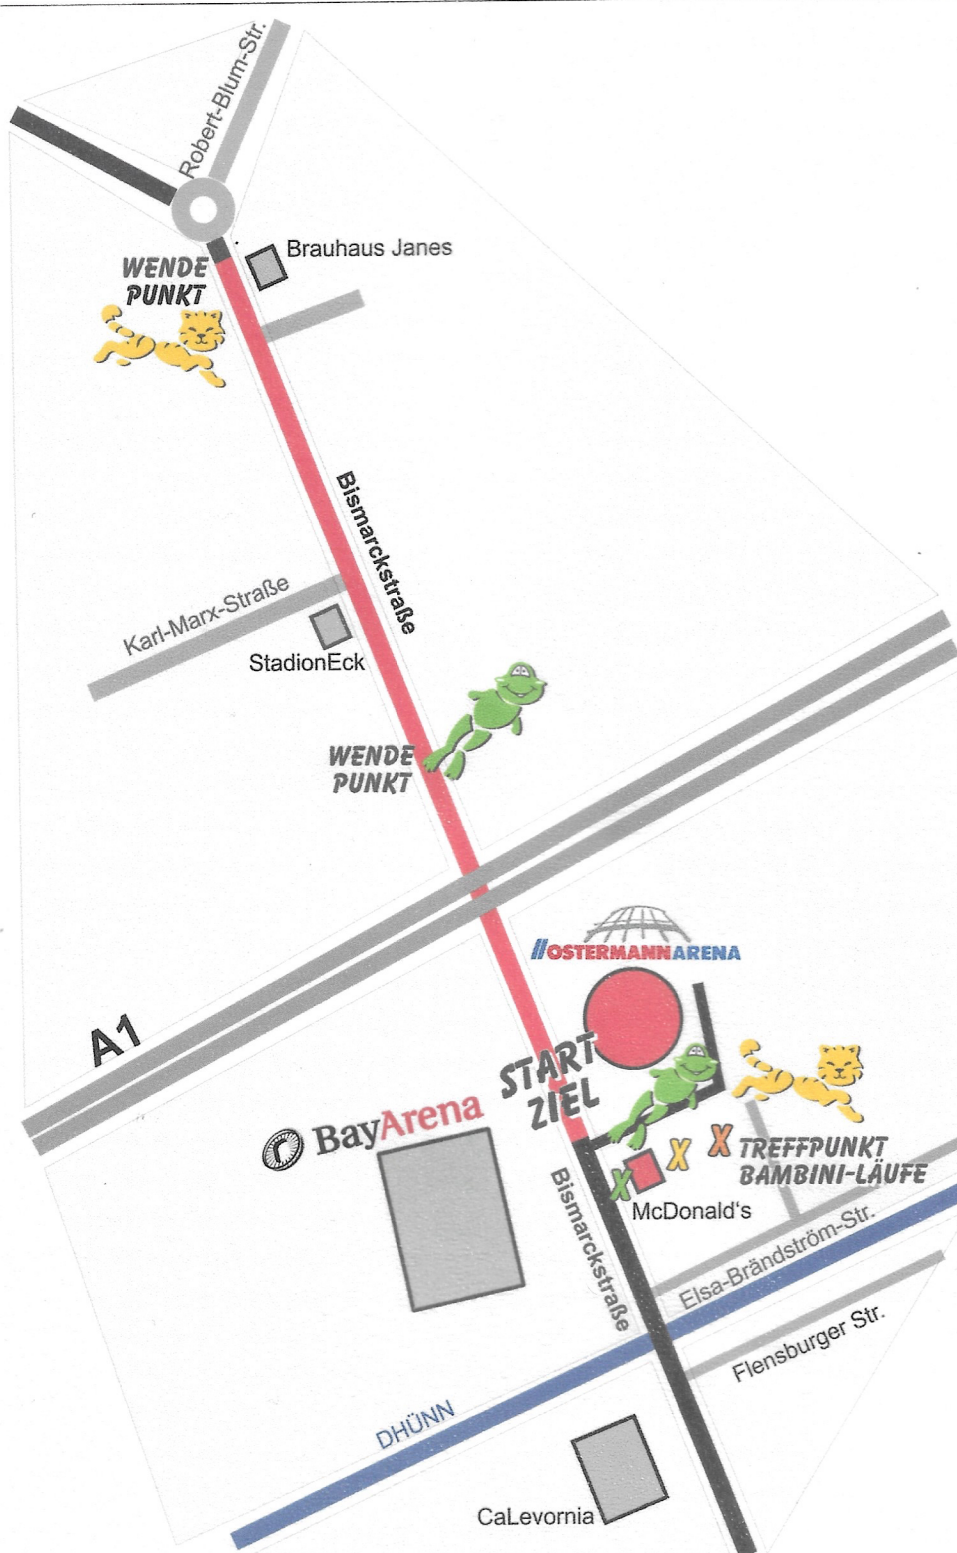 Robert-Blum-Str.
Brauhaus Janes
WENDE
PUNKT
Bismarckstraße
Karl-Marx-Straße
StadionEck
WENDE
PUNKT
OSTERMANNARENA
A1
START
ZIEL
BayArena
X X X
TREFFPUNKT
BAMBINI-LÄUFE
McDonald's
Bismarckstraße
Elsa-Brändström-Str.
Flensburger Str.
DHÜNN
CaLevornia